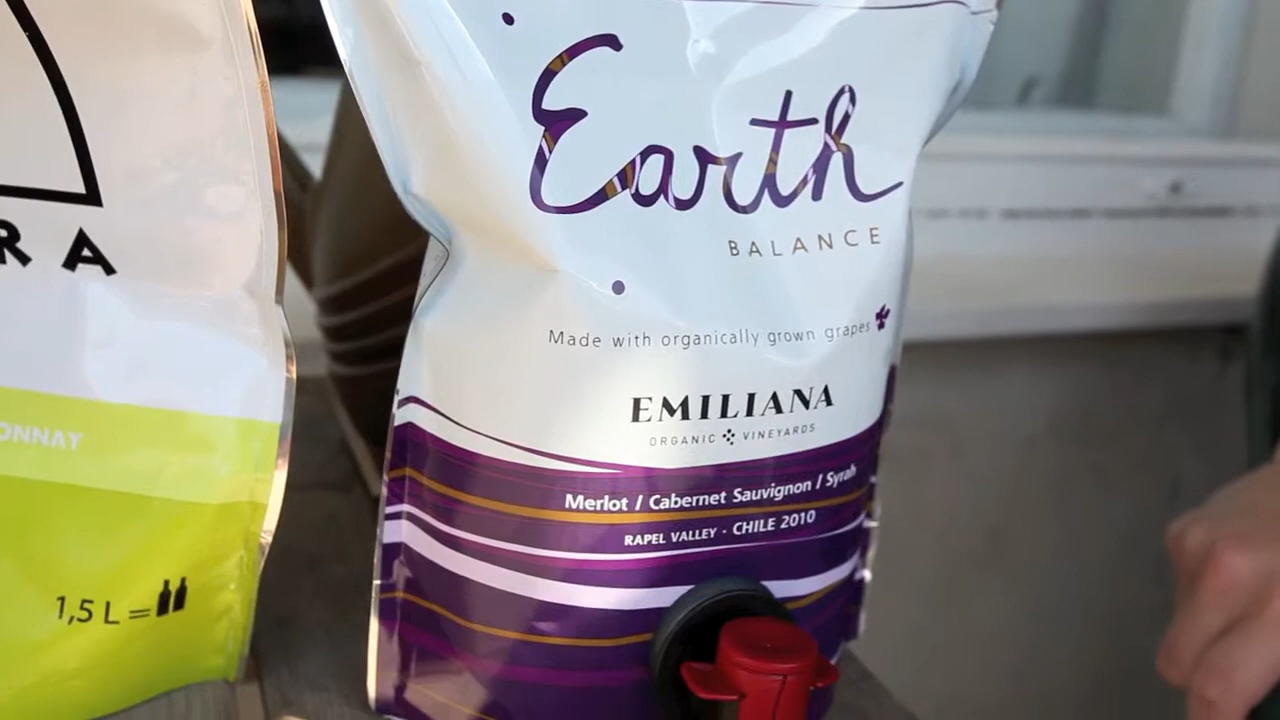 RA
ONNAY
1,5 L =
Earth
BALANCE
Made with organically grown grapes
EMILIANA
ORGANIC VINEYARDS
Merlot / Cabernet Sauvignon / Syrah
RAPEL VALLEY · CHILE 2010